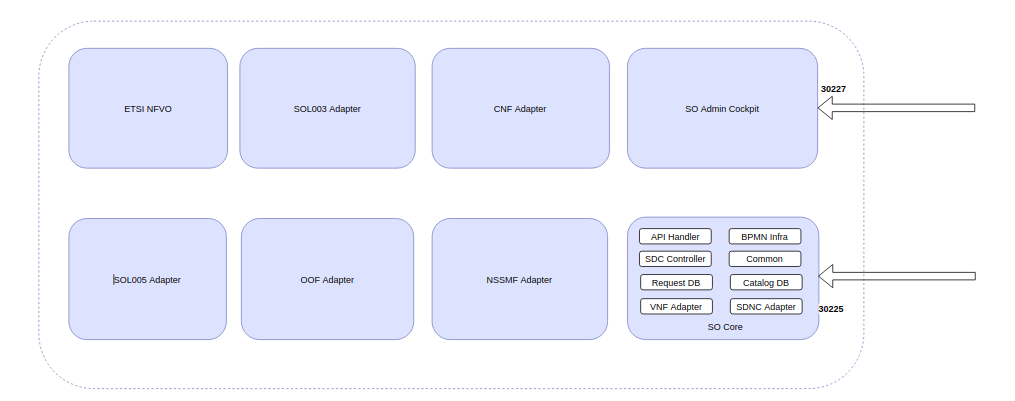 ETSI NFVO
SOL003 Adapter
CNF Adapter
SO Admin Cockpit
30227
SOL005 Adapter
OOF Adapter
NSSMF Adapter
API Handler
BPMN Infra
SDC Controller
Common
Request DB
Catalog DB
VNF Adapter
SDNC Adapter
SO Core
30225